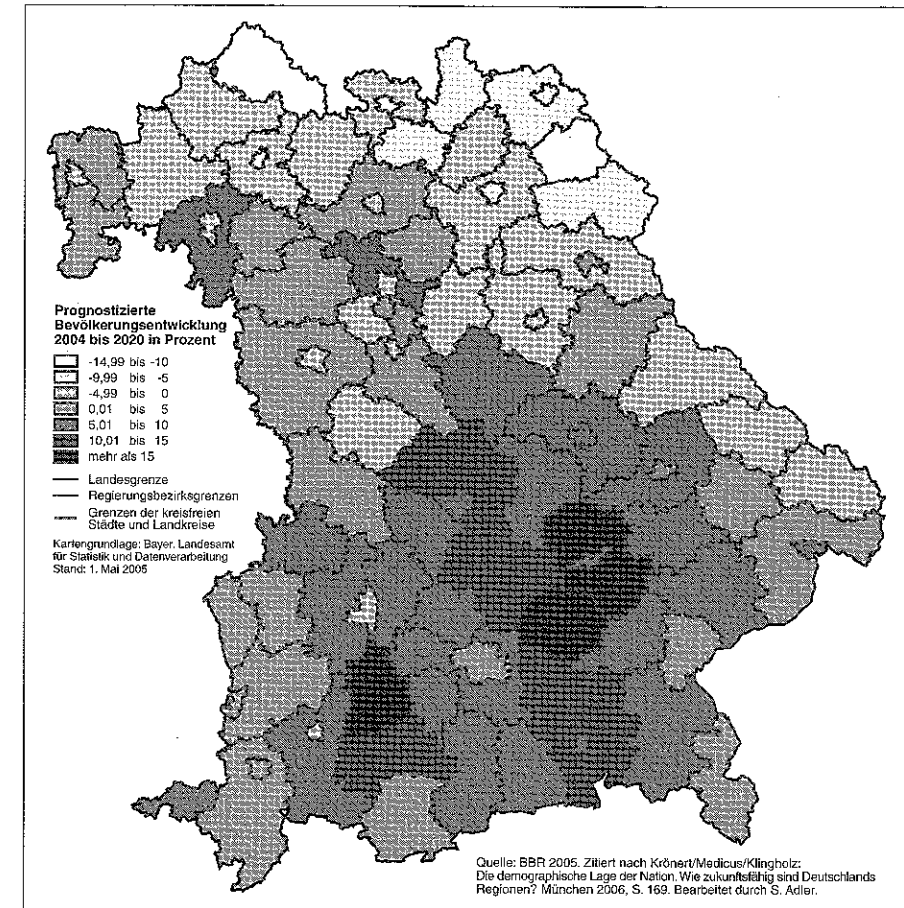 Prognostizierte
Bevölkerungsentwicklung
2004 bis 2020 in Prozent
-14,99 bis -10
-9,99 bis -5
-4,99 bis 0
0,01 bis 5
5,01 bis 10
10,01 bis 15
mehr als 15
Landesgrenze
Regierungsbezirksgrenzen
Grenzen der kreisfreien
Städte und Landkreise
Kartengrundlage: Bayer. Landesamt
für Statistik und Datenverarbeitung
Stand: 1. Mai 2005
Quelle: BBR 2005. Zitiert nach Krönert/Medicus/Klingholz:
Die demographische Lage der Nation. Wie zukunftsfähig sind Deutschlands
Regionen? München 2006, S. 169. Bearbeitet durch S. Adler.